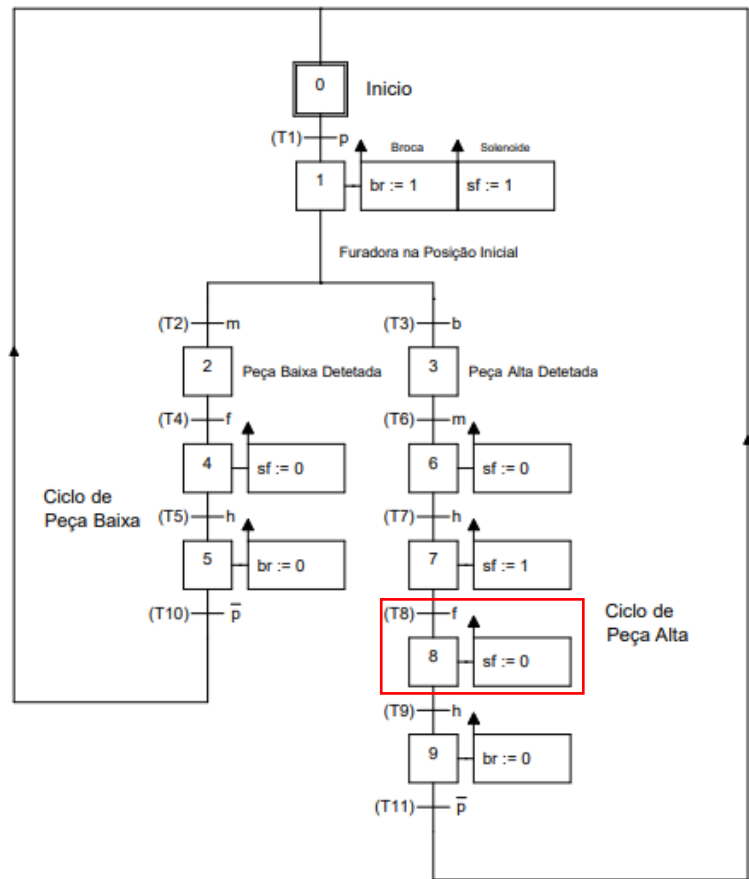 0
Inicio
(T1) p
Broca
Solenoide
1
br := 1
sf := 1
Furadora na Posição Inicial
(T2) m
(T3) b
2
Peça Baixa Detetada
3
Peça Alta Detetada
(T4) f
(T6) m
4
sf := 0
6
sf := 0
Ciclo de
Peça Baixa
(T5) h
(T7) h
5
br := 0
7
sf := 1
(T10) p̅
(T8) f
Ciclo de
Peça Alta
8
sf := 0
(T9) h
9
br := 0
(T11) p̅